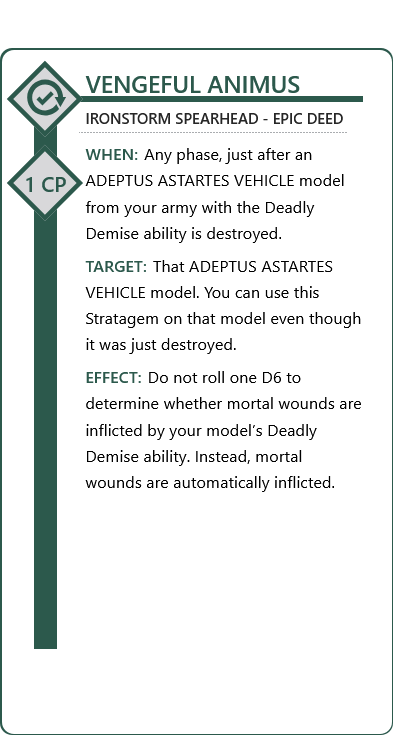 VENGEFUL ANIMUS
IRONSTORM SPEARHEAD - EPIC DEED
1 CP
WHEN: Any phase, just after an
ADEPTUS ASTARTES VEHICLE model
from your army with the Deadly
Demise ability is destroyed.
TARGET: That ADEPTUS ASTARTES
VEHICLE model. You can use this
Stratagem on that model even though
it was just destroyed.
EFFECT: Do not roll one D6 to
determine whether mortal wounds are
inflicted by your model’s Deadly
Demise ability. Instead, mortal
wounds are automatically inflicted.